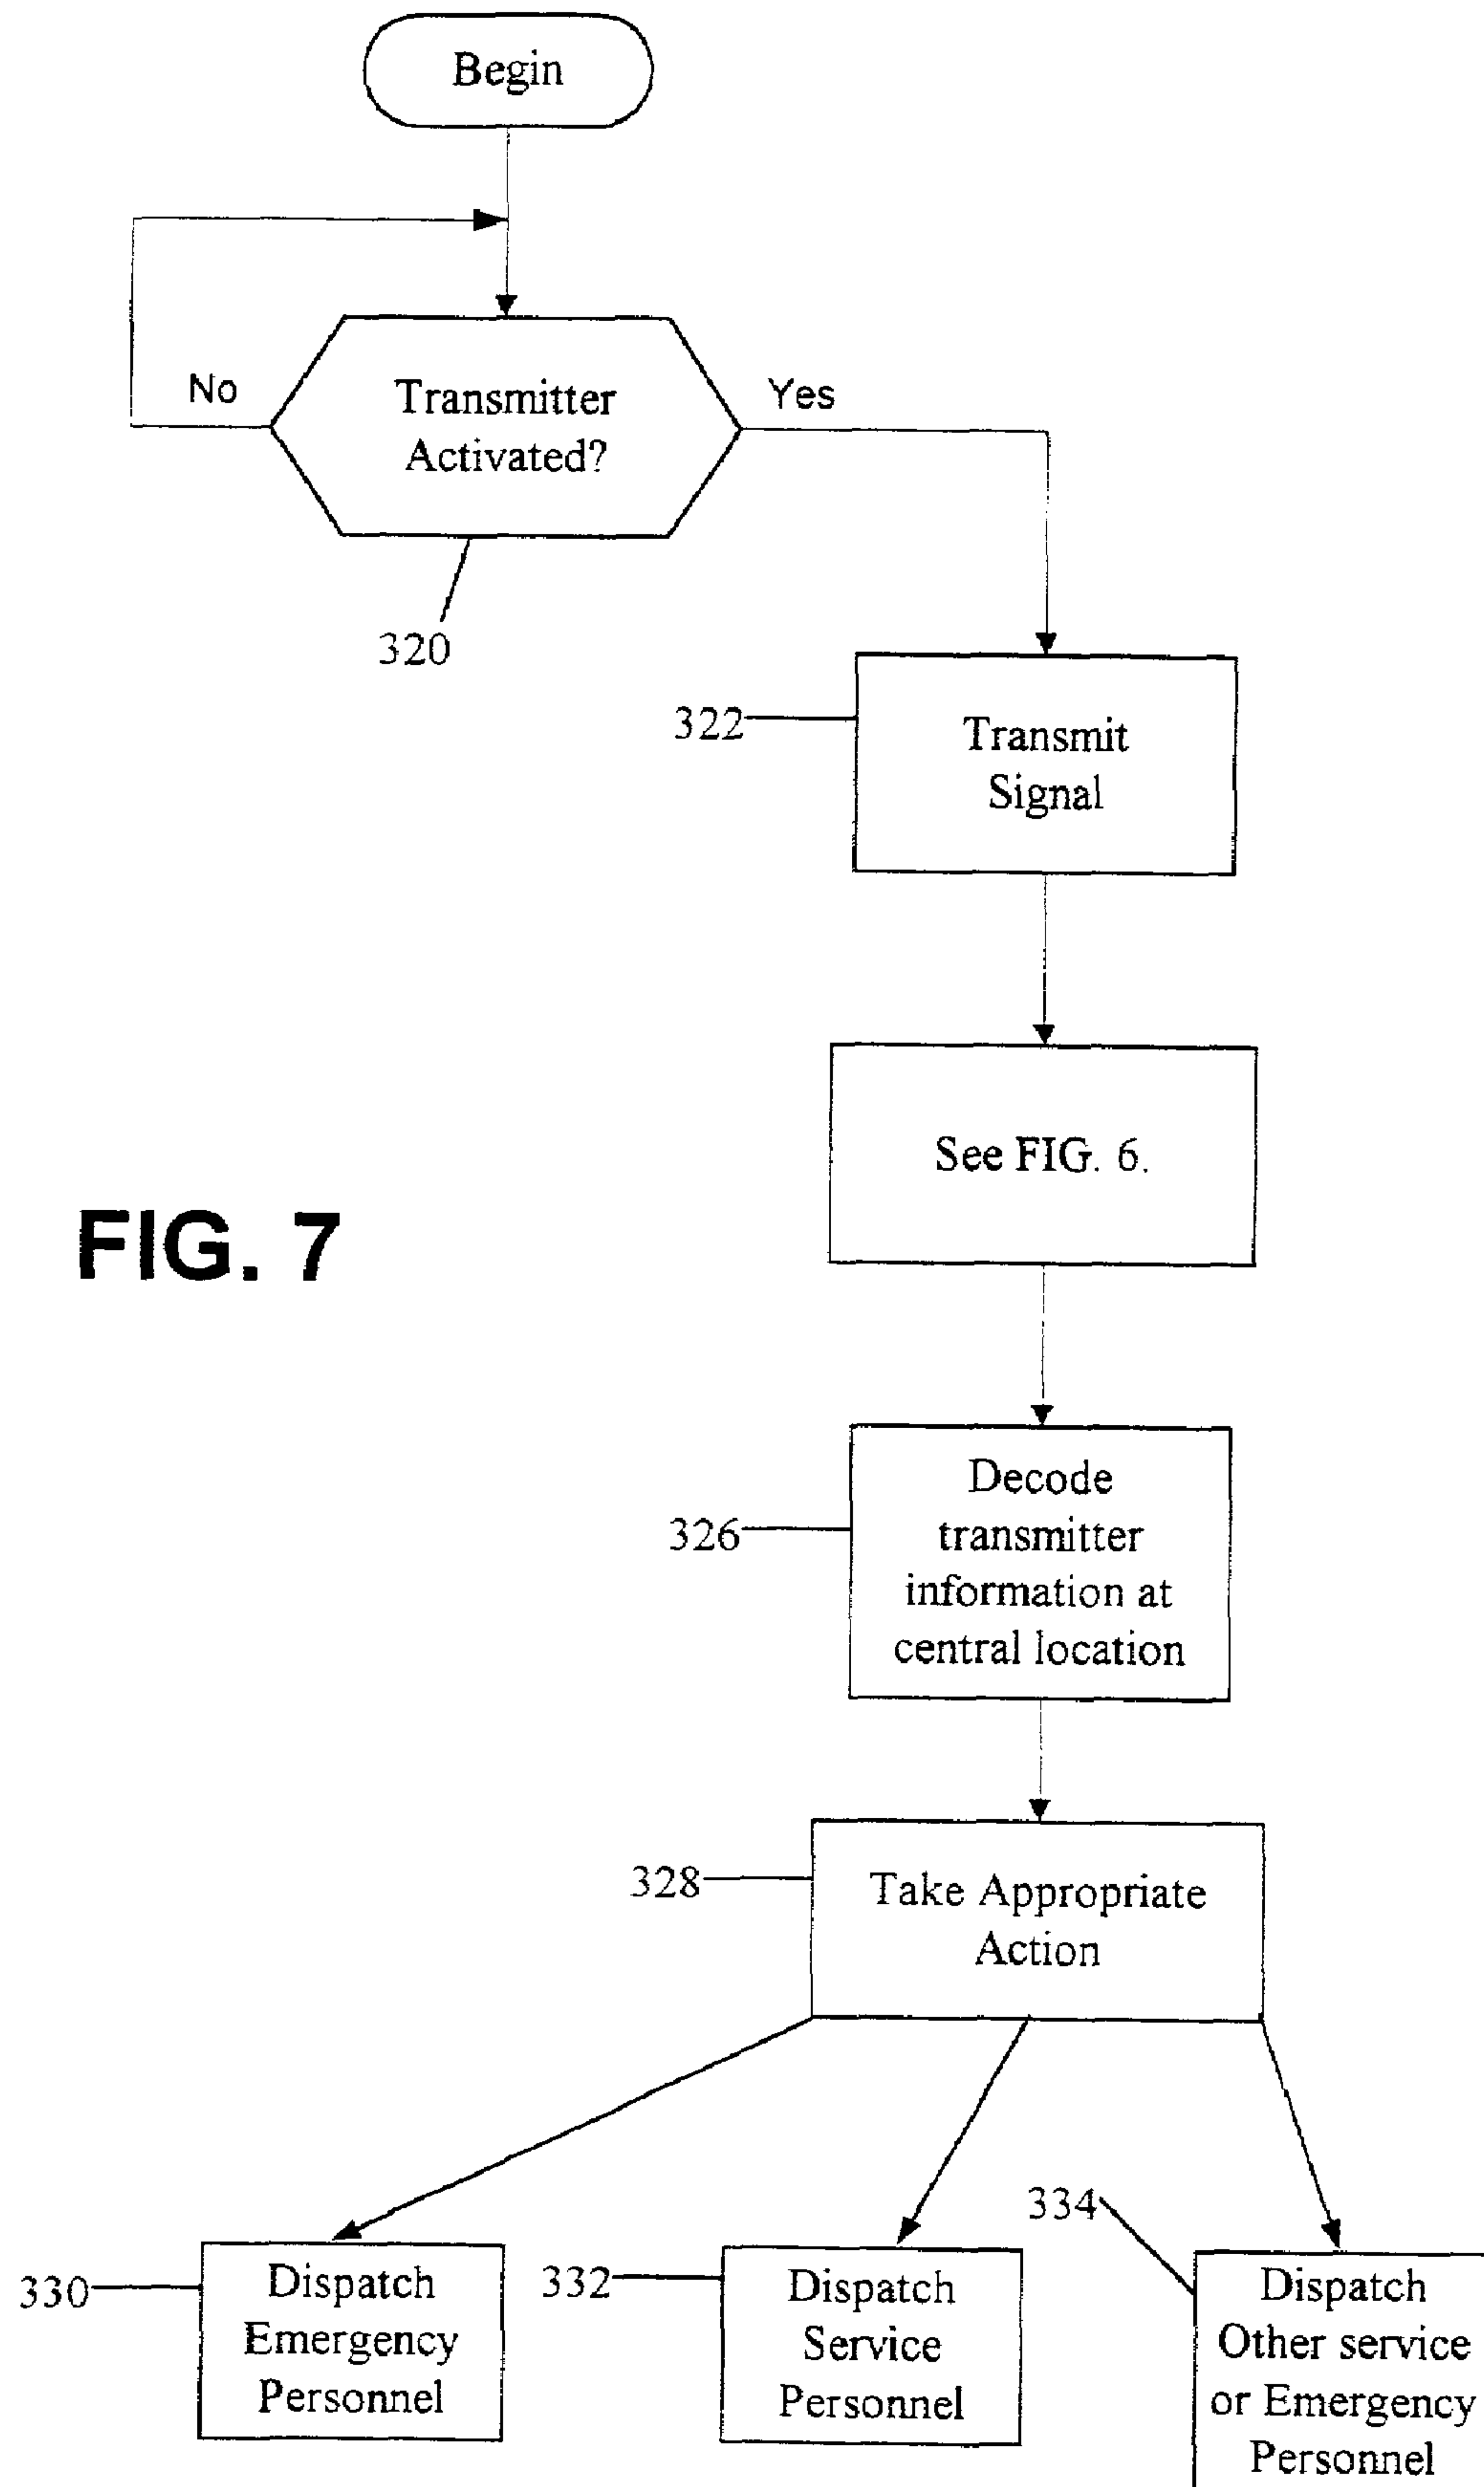 Begin
No
Transmitter
Activated?
Yes
320
322
Transmit
Signal
See FIG. 6.
FIG. 7
326
Decode
transmitter
information at
central location
328
Take Appropriate
Action
330
Dispatch
Emergency
Personnel
332
Dispatch
Service
Personnel
334
Dispatch
Other service
or Emergency
Personnel